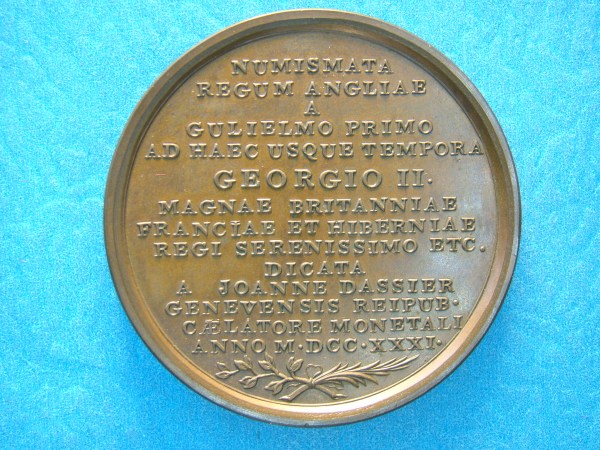 NUMISMATA
REGUM ANGLIAE
A
GULIELMO PRIMO
AD HAEC USQUE TEMPORA
GEORGIO II.
MAGNAE BRITANNIAE
FRANCIAE ET HIBERNIAE
REGI SERENISSIMO ETC.
DICATA
A JOANNE DASSIER
GENEVENSIS REIPUB·
CÆLATORE MONETALI
ANNO M·DCC·XXXI·